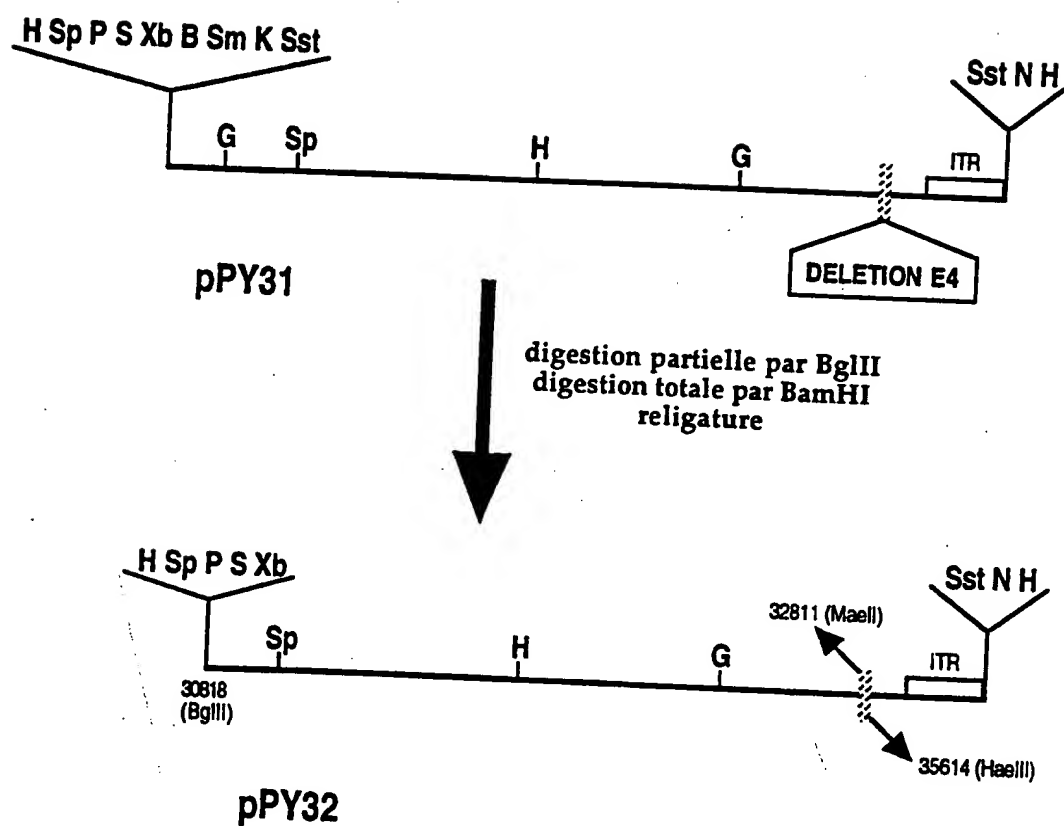 H Sp P S Xb B Sm K Sst
Sst N H
G
Sp
H
G
ITR
DELETION E4
pPY31
digestion partielle par BglII
digestion totale par BamHI
religature
H Sp P S Xb
Sst N H
32811 (MaeII)
Sp
H
G
ITR
30818
(BglII)
35614 (HaeIII)
pPY32